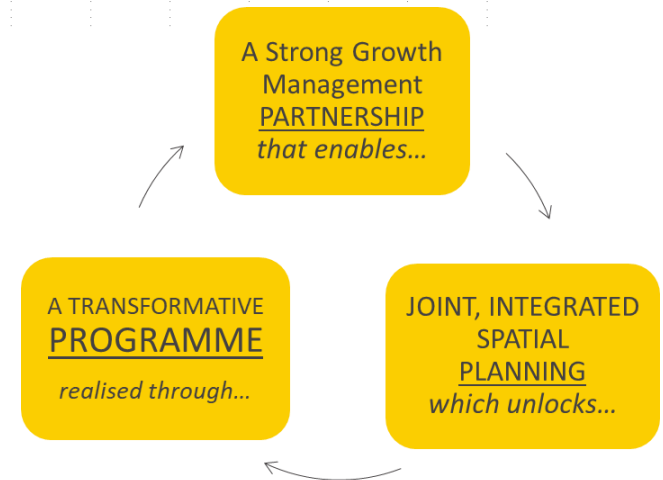 A Strong Growth
Management
PARTNERSHIP
that enables…
JOINT, INTEGRATED
SPATIAL
PLANNING
which unlocks…
A TRANSFORMATIVE
PROGRAMME
realised through…